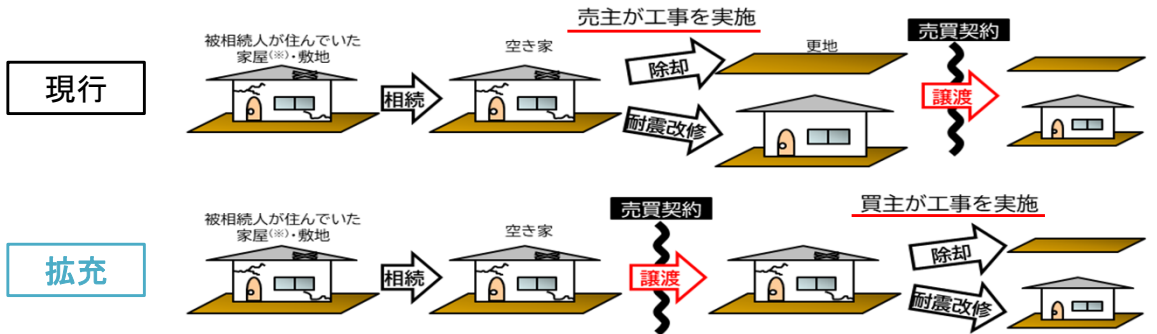 現行
被相続人が住んでいた
家屋(※)・敷地
相続
空き家
売主が工事を実施
除却
耐震改修
更地
売買契約
譲渡
拡充
被相続人が住んでいた
家屋(※)・敷地
相続
空き家
売買契約
譲渡
買主が工事を実施
除却
耐震改修